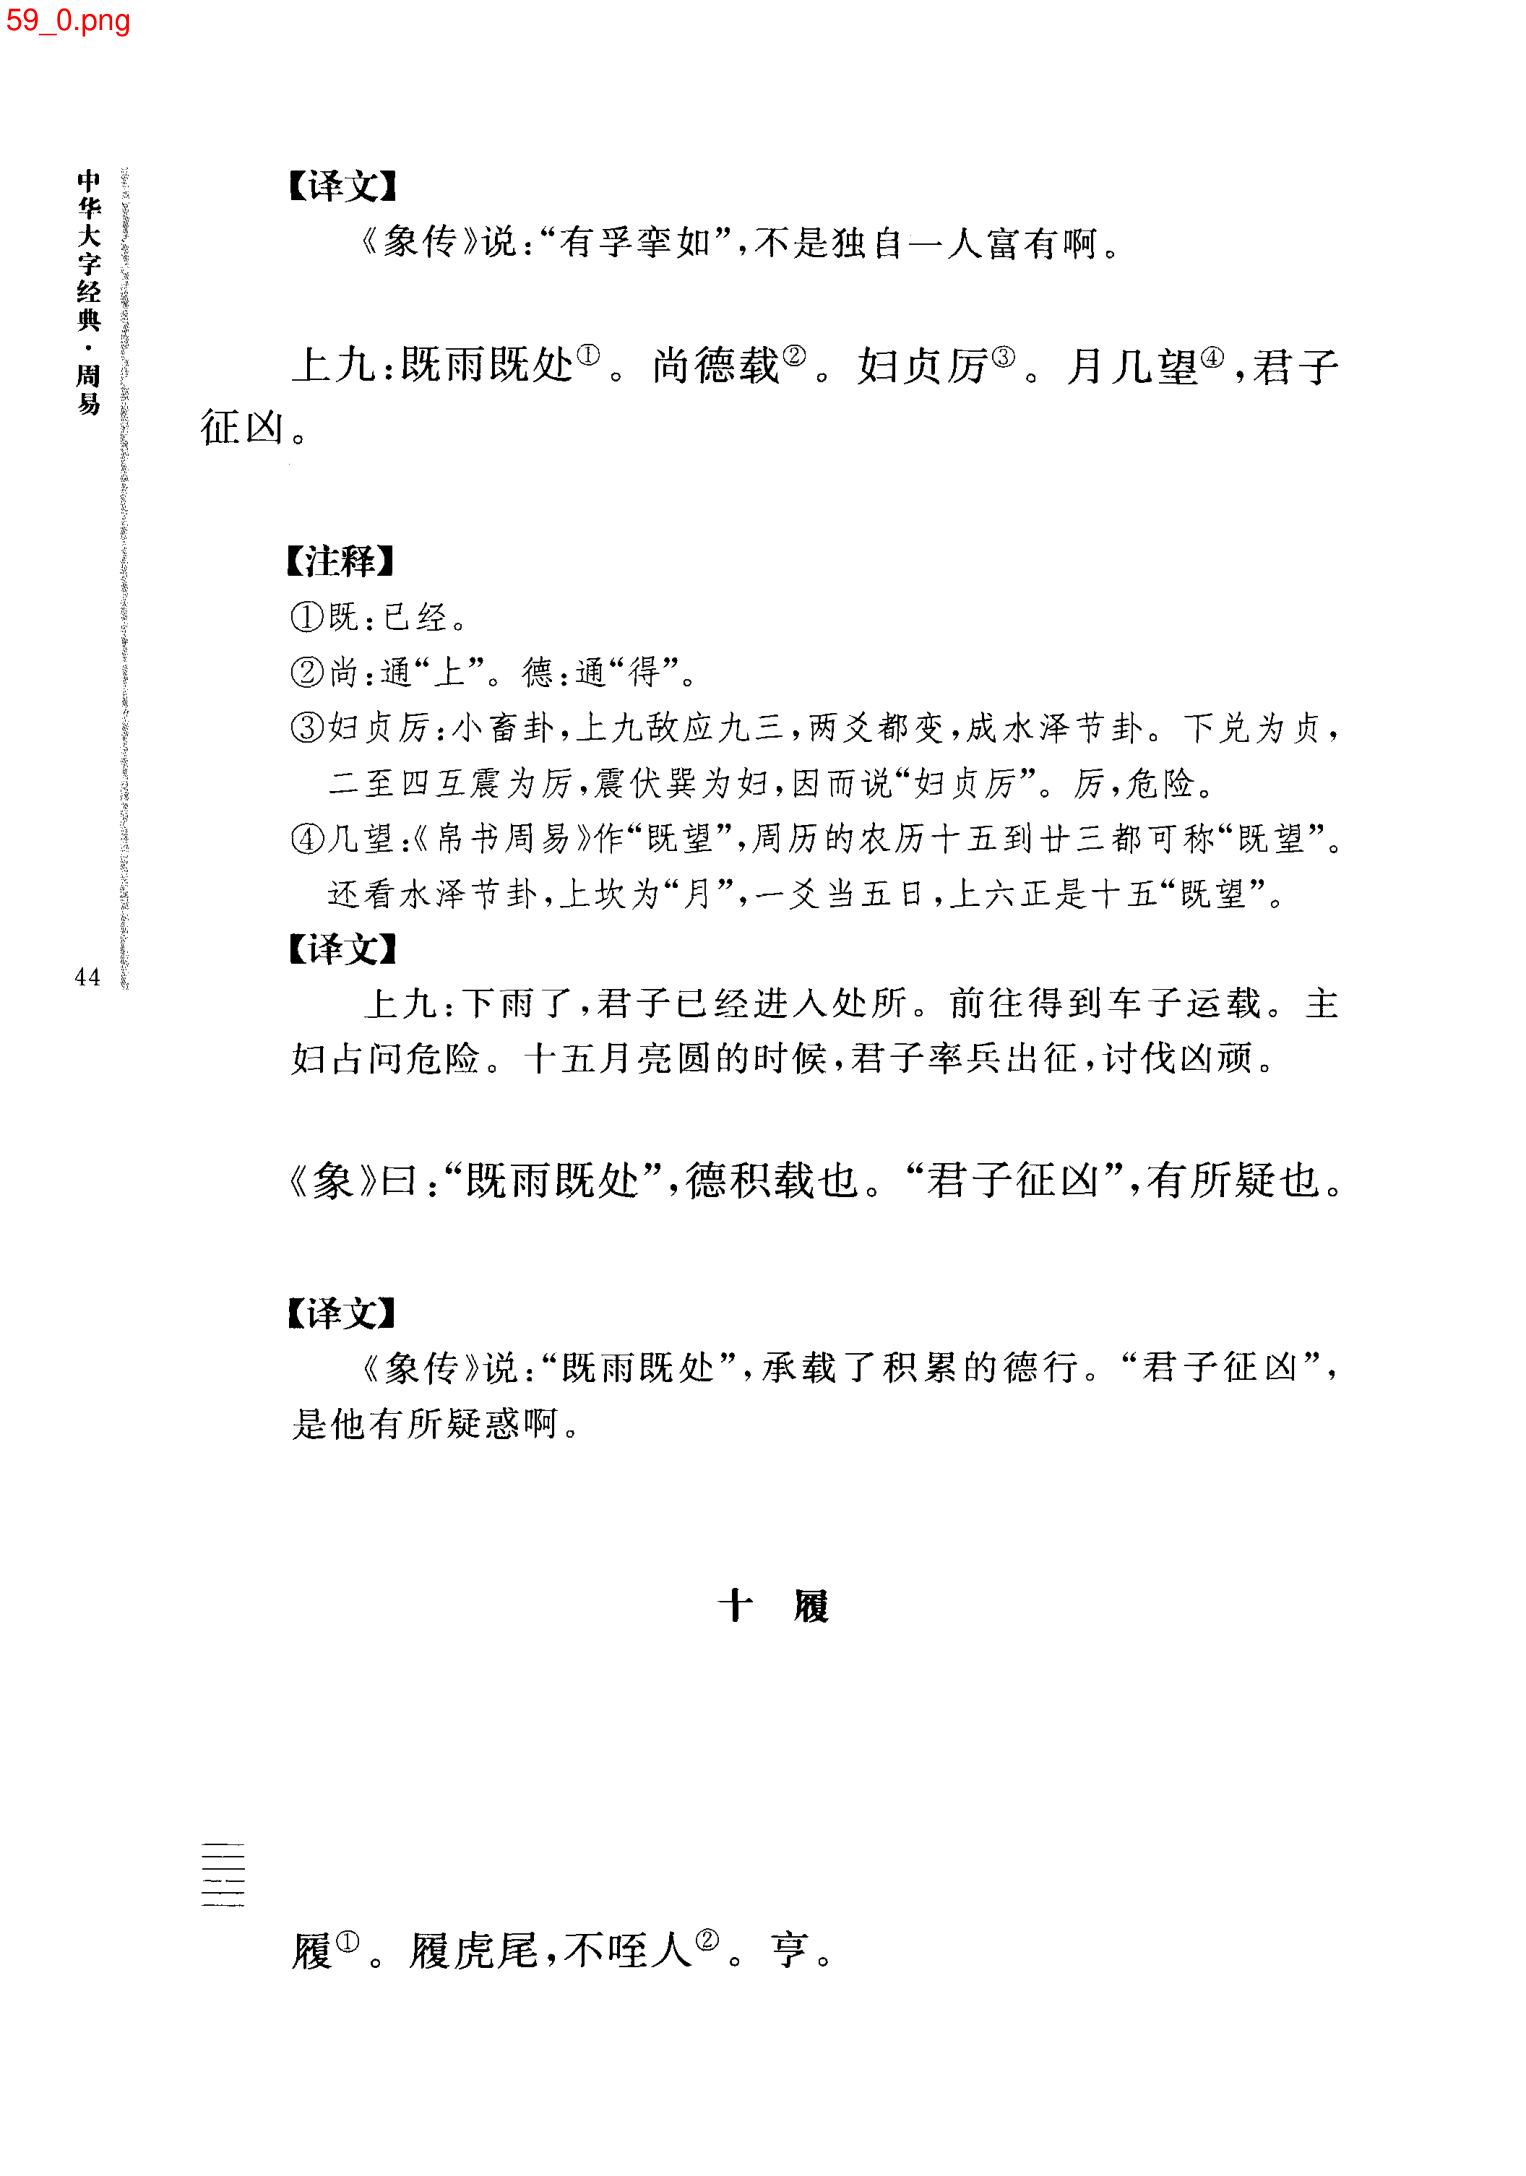 59_0.png
中华大字经典·周易
44
【译文】
《象传》说：“有孚挛如”，不是独自一人富有啊。
上九：既雨既处①。尚德载②。妇贞厉③。月几望④，君子
征凶。
【注释】
①既：已经。
②尚：通“上”。德：通“得”。
③妇贞厉：小畜卦，上九敌应九三，两爻都变，成水泽节卦。下兑为贞，
二至四互震为厉，震伏巽为妇，因而说“妇贞厉”。厉，危险。
④几望：《帛书周易》作“既望”，周历的农历十五到廿三都可称“既望”。
还看水泽节卦，上坎为“月”，一爻当五日，上六正是十五“既望”。
【译文】
上九：下雨了，君子已经进入处所。前往得到车子运载。主
妇占问危险。十五月亮圆的时候，君子率兵出征，讨伐凶顽。
《象》曰：“既雨既处”，德积载也。“君子征凶”，有所疑也。
【译文】
《象传》说：“既雨既处”，承载了积累的德行。“君子征凶”，
是他有所疑惑啊。
十 履
履①。履虎尾，不咥人②。亨。